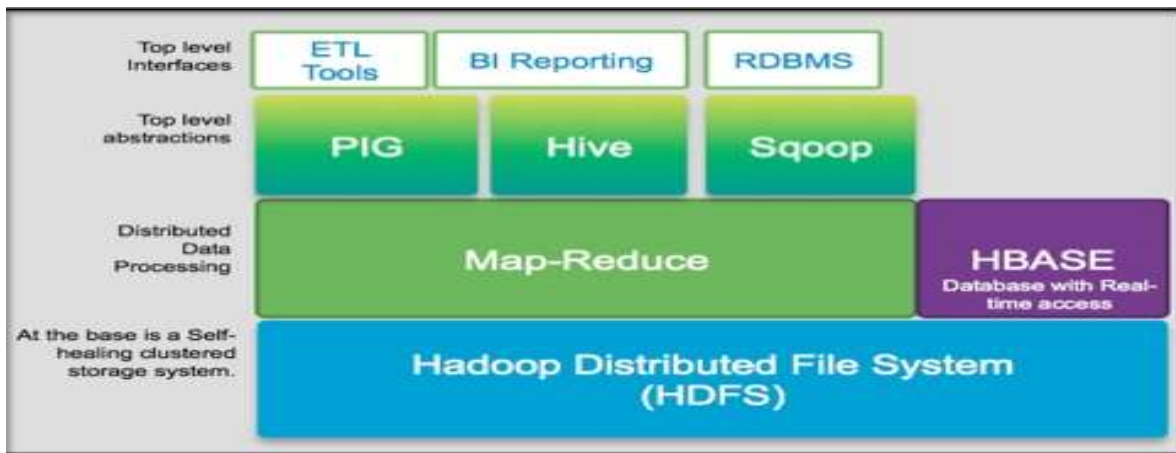 Top level
Interfaces
ETL
Tools
BI Reporting
RDBMS
Top level
abstractions
PIG
Hive
Sqoop
Distributed
Data
Processing
Map-Reduce
HBASE
Database with Real-
time access
At the base is a Self-
healing clustered
storage system.
Hadoop Distributed File System
(HDFS)